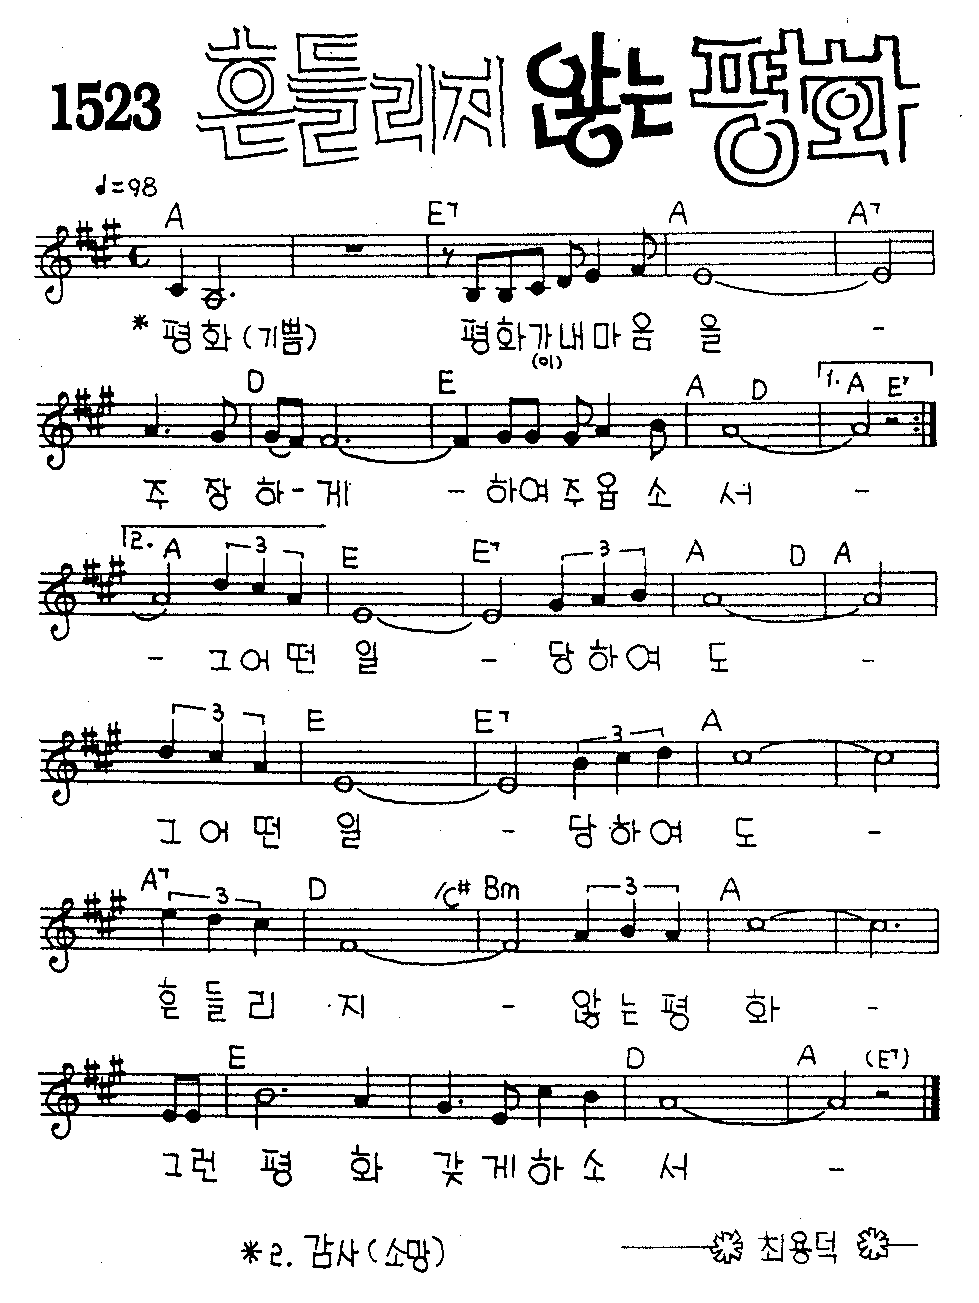 1523 흔들리지 않는 평화
♩=98
A E7 A A7
* 평 화 (기쁨) 평화가내마음 을 -
(이)
D E A D 1. A E7
주 장 하 - 게 - 하여주옵 소 서 -
2. A 3 E E7 3 A D A
- 그어떤 일 - 당하여 도 -
3 E E7 3 A
그어떤 일 - 당하여 도 -
A7 3 D /C# Bm 3 A
흔 들 리 지 - 않는평 화 -
E D A (E7)
그런 평 화 갖 게하 소 서 -
* 2. 감사 (소망) 최용덕